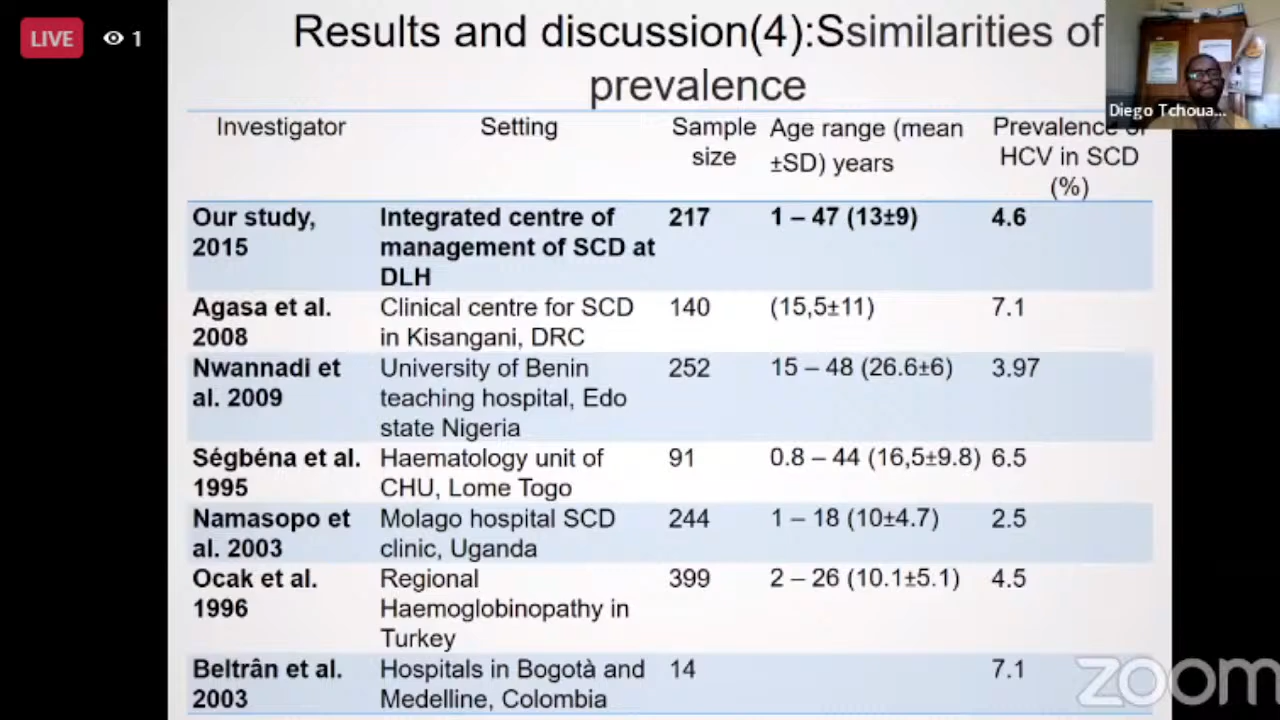 LIVE 1
Results and discussion(4):Ssimilarities of
prevalence
Diego Tchoua...
Investigator Setting Sample size Age range (mean ±SD) years Prevalence of HCV in SCD (%)
Our study, 2015 Integrated centre of management of SCD at DLH 217 1 – 47 (13±9) 4.6
Agasa et al. 2008 Clinical centre for SCD in Kisangani, DRC 140 (15,5±11) 7.1
Nwannadi et al. 2009 University of Benin teaching hospital, Edo state Nigeria 252 15 – 48 (26.6±6) 3.97
Ségbéna et al. 1995 Haematology unit of CHU, Lome Togo 91 0.8 – 44 (16,5±9.8) 6.5
Namasopo et al. 2003 Molago hospital SCD clinic, Uganda 244 1 – 18 (10±4.7) 2.5
Ocak et al. 1996 Regional Haemoglobinopathy in Turkey 399 2 – 26 (10.1±5.1) 4.5
Beltrân et al. 2003 Hospitals in Bogotà and Medelline, Colombia 14 7.1
zoom